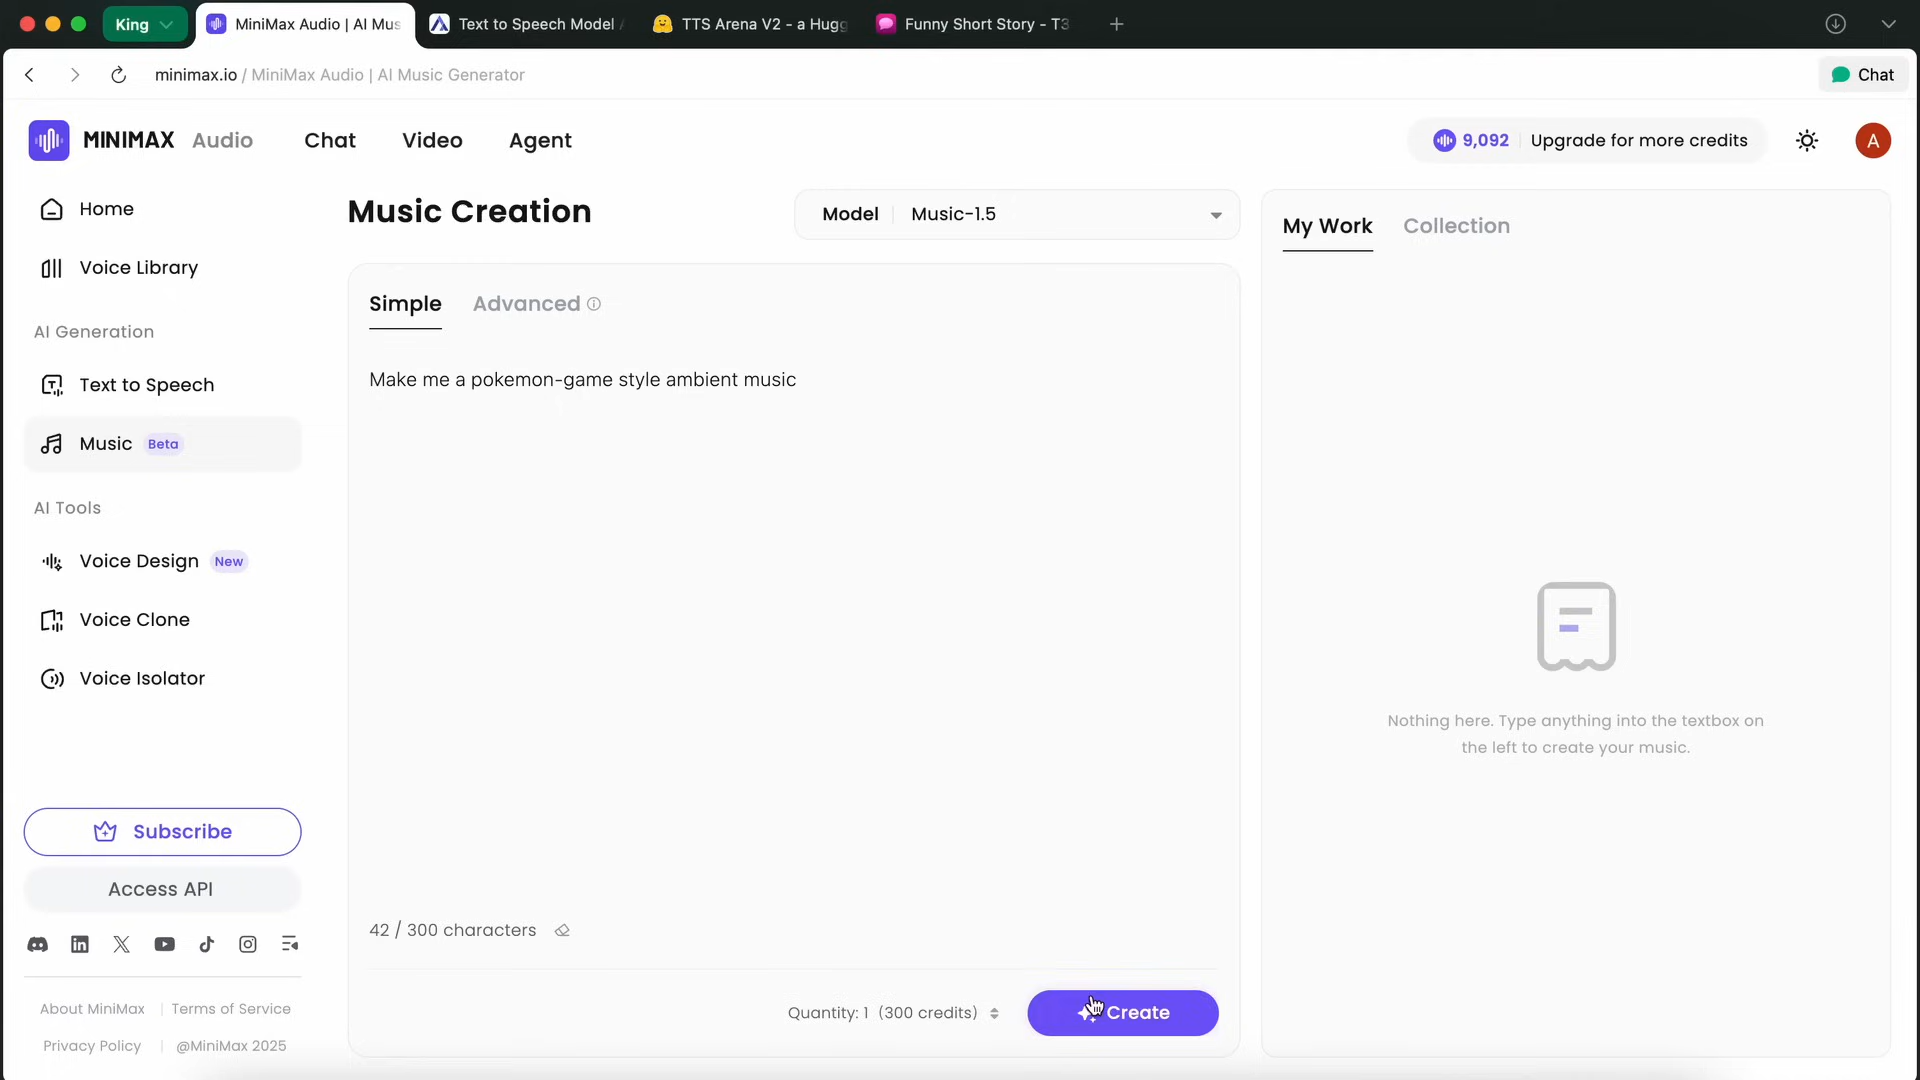 King
MiniMax Audio | AI Mus
Text to Speech Model
TTS Arena V2 - a Hugg
Funny Short Story - T3
minimax.io / MiniMax Audio | AI Music Generator
Chat
MINIMAX Audio
Chat
Video
Agent
9,092
Upgrade for more credits
A
Home
Voice Library
AI Generation
Text to Speech
Music Beta
AI Tools
Voice Design New
Voice Clone
Voice Isolator
Subscribe
Access API
About MiniMax | Terms of Service
Privacy Policy | @MiniMax 2025
Music Creation
Model | Music-1.5
Simple
Advanced
Make me a pokemon-game style ambient music
42 / 300 characters
Quantity: 1 (300 credits)
Create
My Work
Collection
Nothing here. Type anything into the textbox on
the left to create your music.